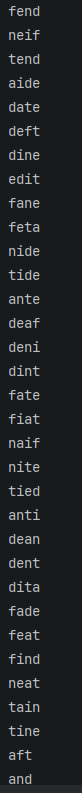 fend
neif
tend
aide
date
deft
dine
edit
fane
feta
nide
tide
ante
deaf
deni
dint
fate
fiat
naif
nite
tied
anti
dean
dent
dita
fade
feat
find
neat
tain
tine
aft
and